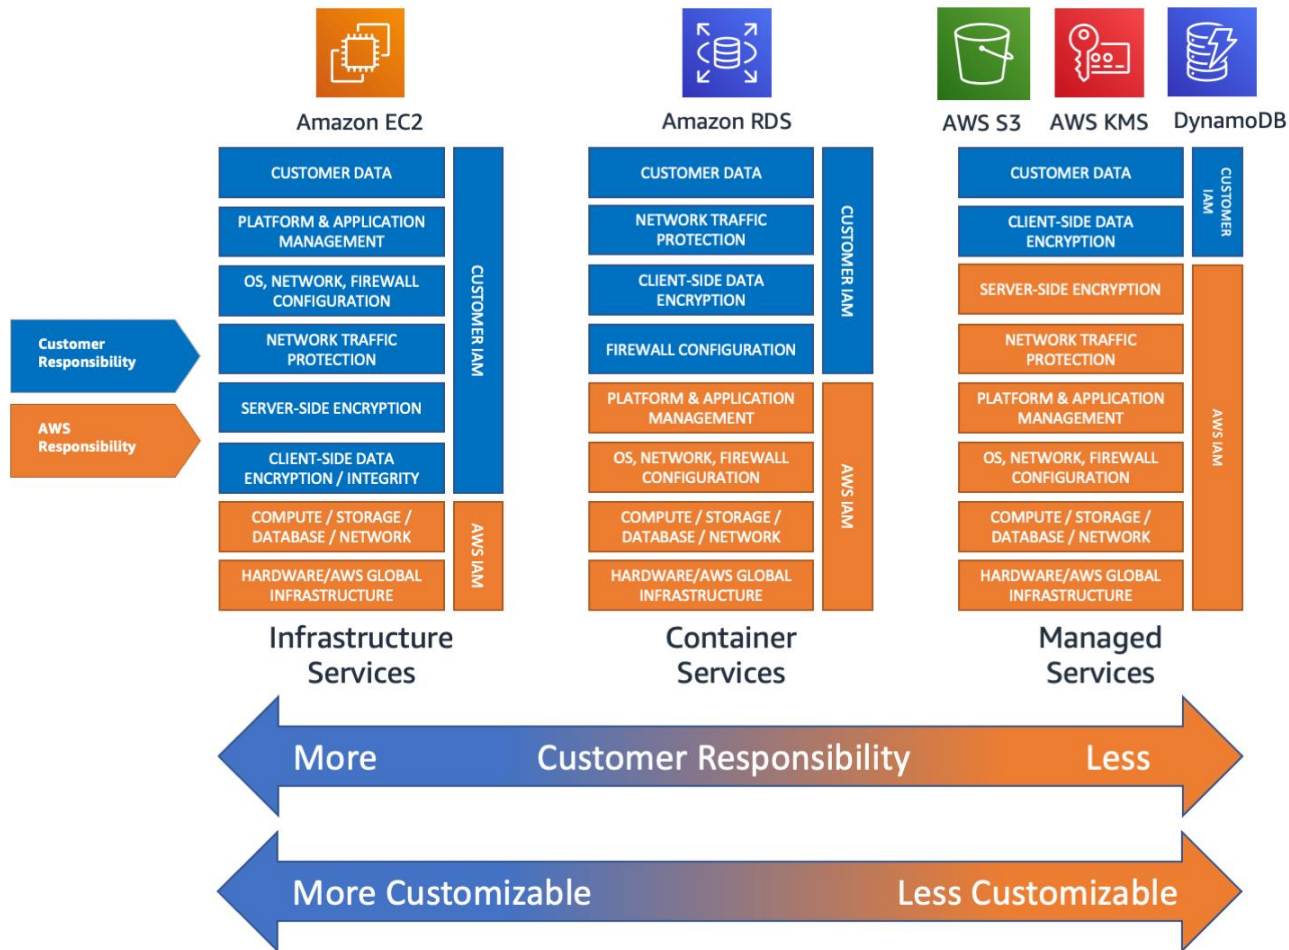 Amazon EC2
CUSTOMER DATA
PLATFORM & APPLICATION
MANAGEMENT
OS, NETWORK, FIREWALL
CONFIGURATION
NETWORK TRAFFIC
PROTECTION
SERVER-SIDE ENCRYPTION
CLIENT-SIDE DATA
ENCRYPTION / INTEGRITY
COMPUTE / STORAGE /
DATABASE / NETWORK
HARDWARE/AWS GLOBAL
INFRASTRUCTURE
CUSTOMER IAM
AWS IAM
Infrastructure
Services
Customer
Responsibility
AWS
Responsibility
Amazon RDS
CUSTOMER DATA
NETWORK TRAFFIC
PROTECTION
CLIENT-SIDE DATA
ENCRYPTION
FIREWALL CONFIGURATION
PLATFORM & APPLICATION
MANAGEMENT
OS, NETWORK, FIREWALL
CONFIGURATION
COMPUTE / STORAGE /
DATABASE / NETWORK
HARDWARE/AWS GLOBAL
INFRASTRUCTURE
CUSTOMER IAM
AWS IAM
Container
Services
AWS S3
AWS KMS
DynamoDB
CUSTOMER DATA
CLIENT-SIDE DATA
ENCRYPTION
SERVER-SIDE ENCRYPTION
NETWORK TRAFFIC
PROTECTION
PLATFORM & APPLICATION
MANAGEMENT
OS, NETWORK, FIREWALL
CONFIGURATION
COMPUTE / STORAGE /
DATABASE / NETWORK
HARDWARE/AWS GLOBAL
INFRASTRUCTURE
CUSTOMER
IAM
AWS IAM
Managed
Services
More Customer Responsibility Less
More Customizable Less Customizable